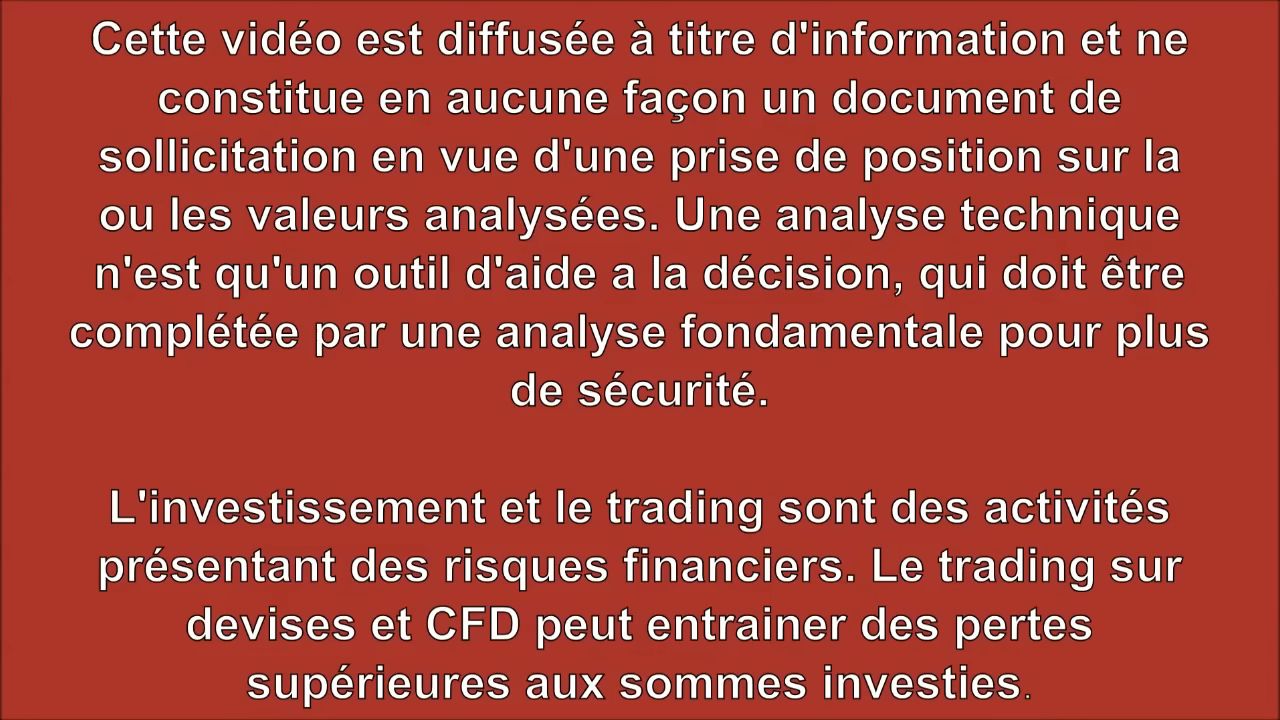 Cette vidéo est diffusée à titre d'information et ne
constitue en aucune façon un document de
sollicitation en vue d'une prise de position sur la
ou les valeurs analysées. Une analyse technique
n'est qu'un outil d'aide a la décision, qui doit être
complétée par une analyse fondamentale pour plus
de sécurité.
L'investissement et le trading sont des activités
présentant des risques financiers. Le trading sur
devises et CFD peut entrainer des pertes
supérieures aux sommes investies.